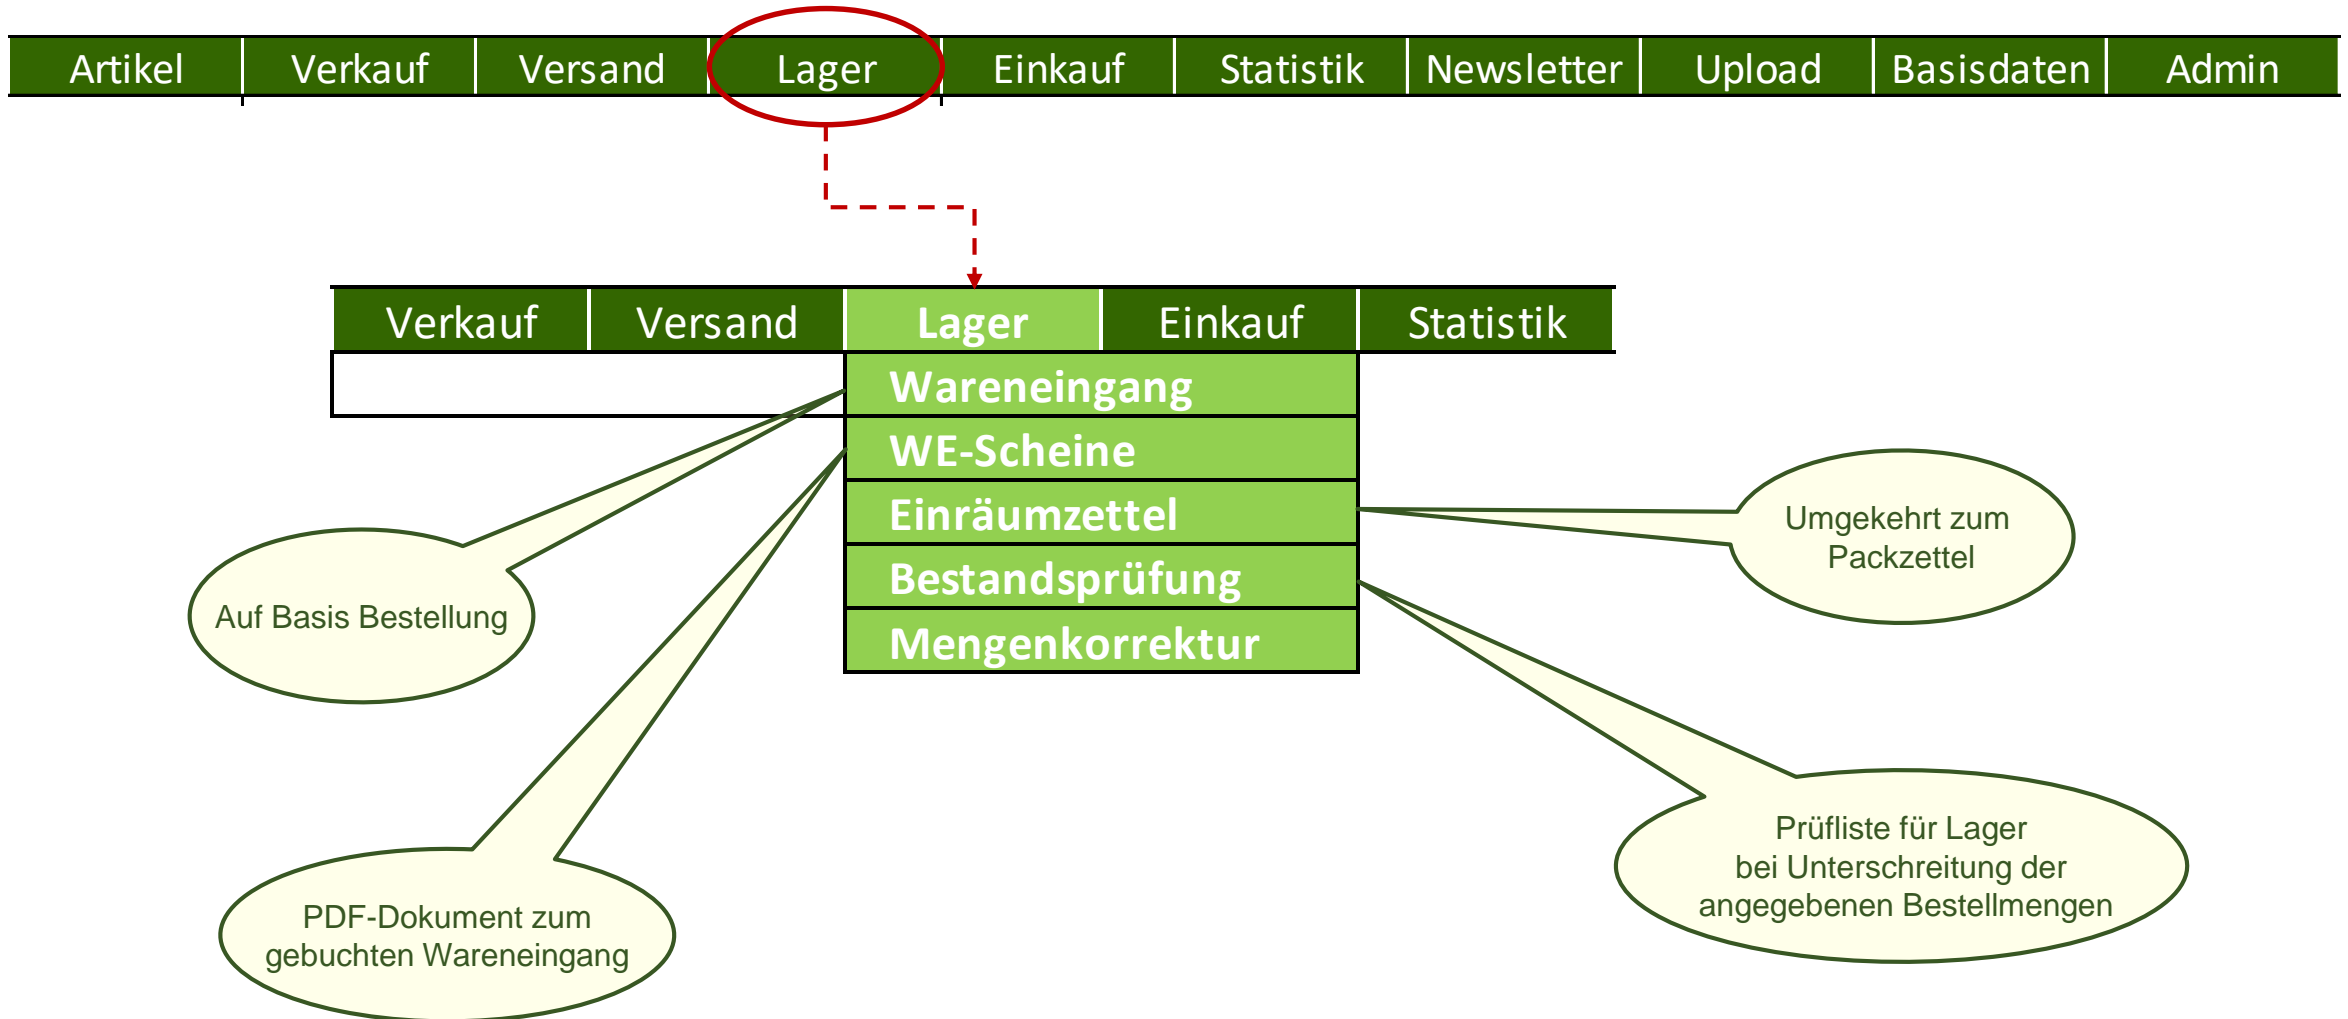 Artikel Verkauf Versand Lager Einkauf Statistik Newsletter Upload Basisdaten Admin
Verkauf Versand Lager Einkauf Statistik
Wareneingang
WE-Scheine
Einräumzettel
Bestandsprüfung
Mengenkorrektur
Umgekehrt zum
Packzettel
Auf Basis Bestellung
Prüfliste für Lager
bei Unterschreitung der
angegebenen Bestellmengen
PDF-Dokument zum
gebuchten Wareneingang